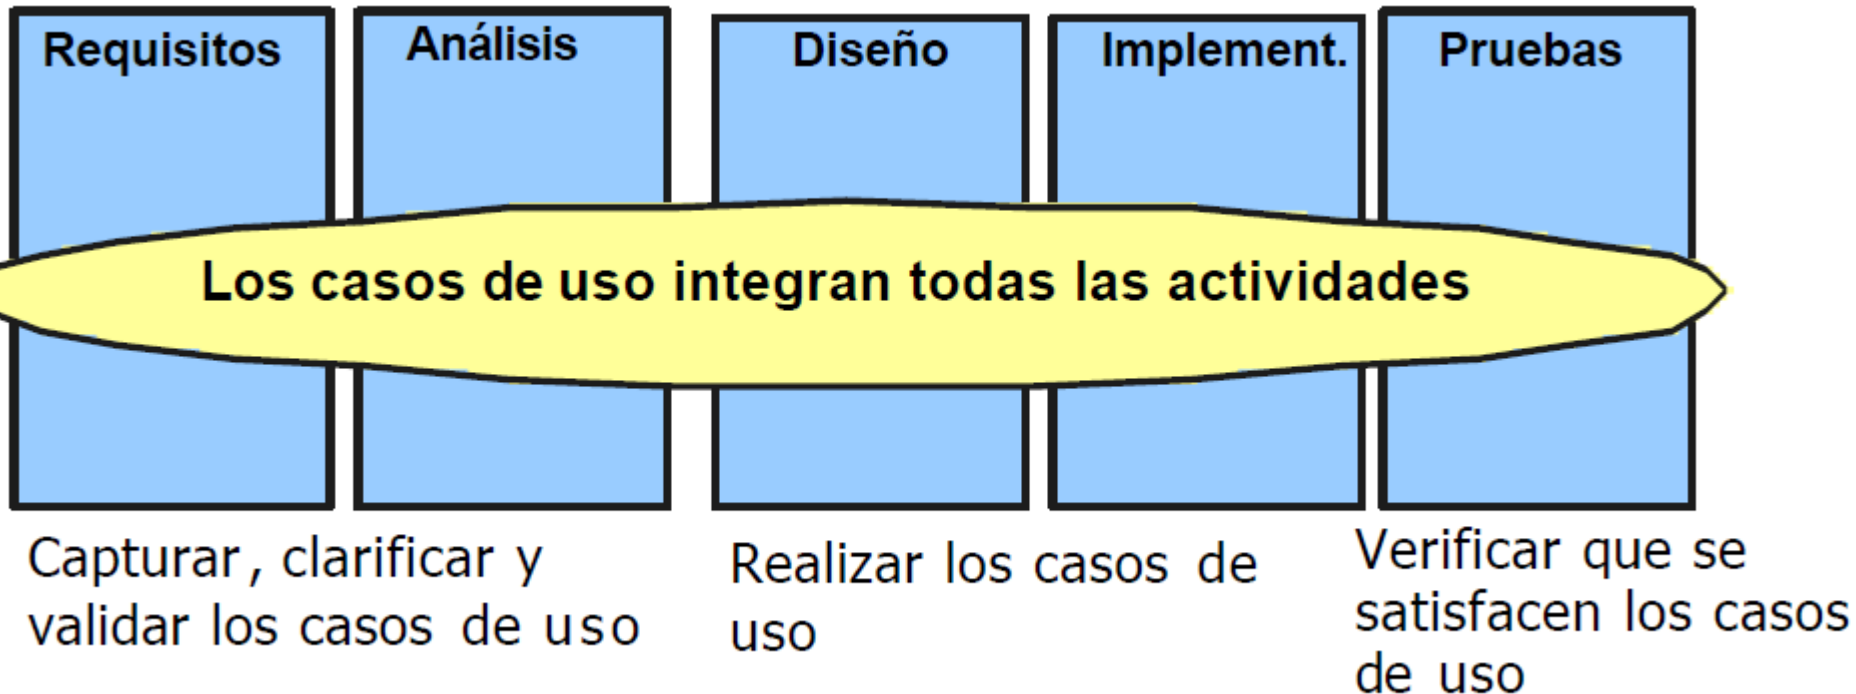 Requisitos
Análisis
Diseño
Implement.
Pruebas
Los casos de uso integran todas las actividades
Capturar, clarificar y
validar los casos de uso
Realizar los casos de
uso
Verificar que se
satisfacen los casos
de uso